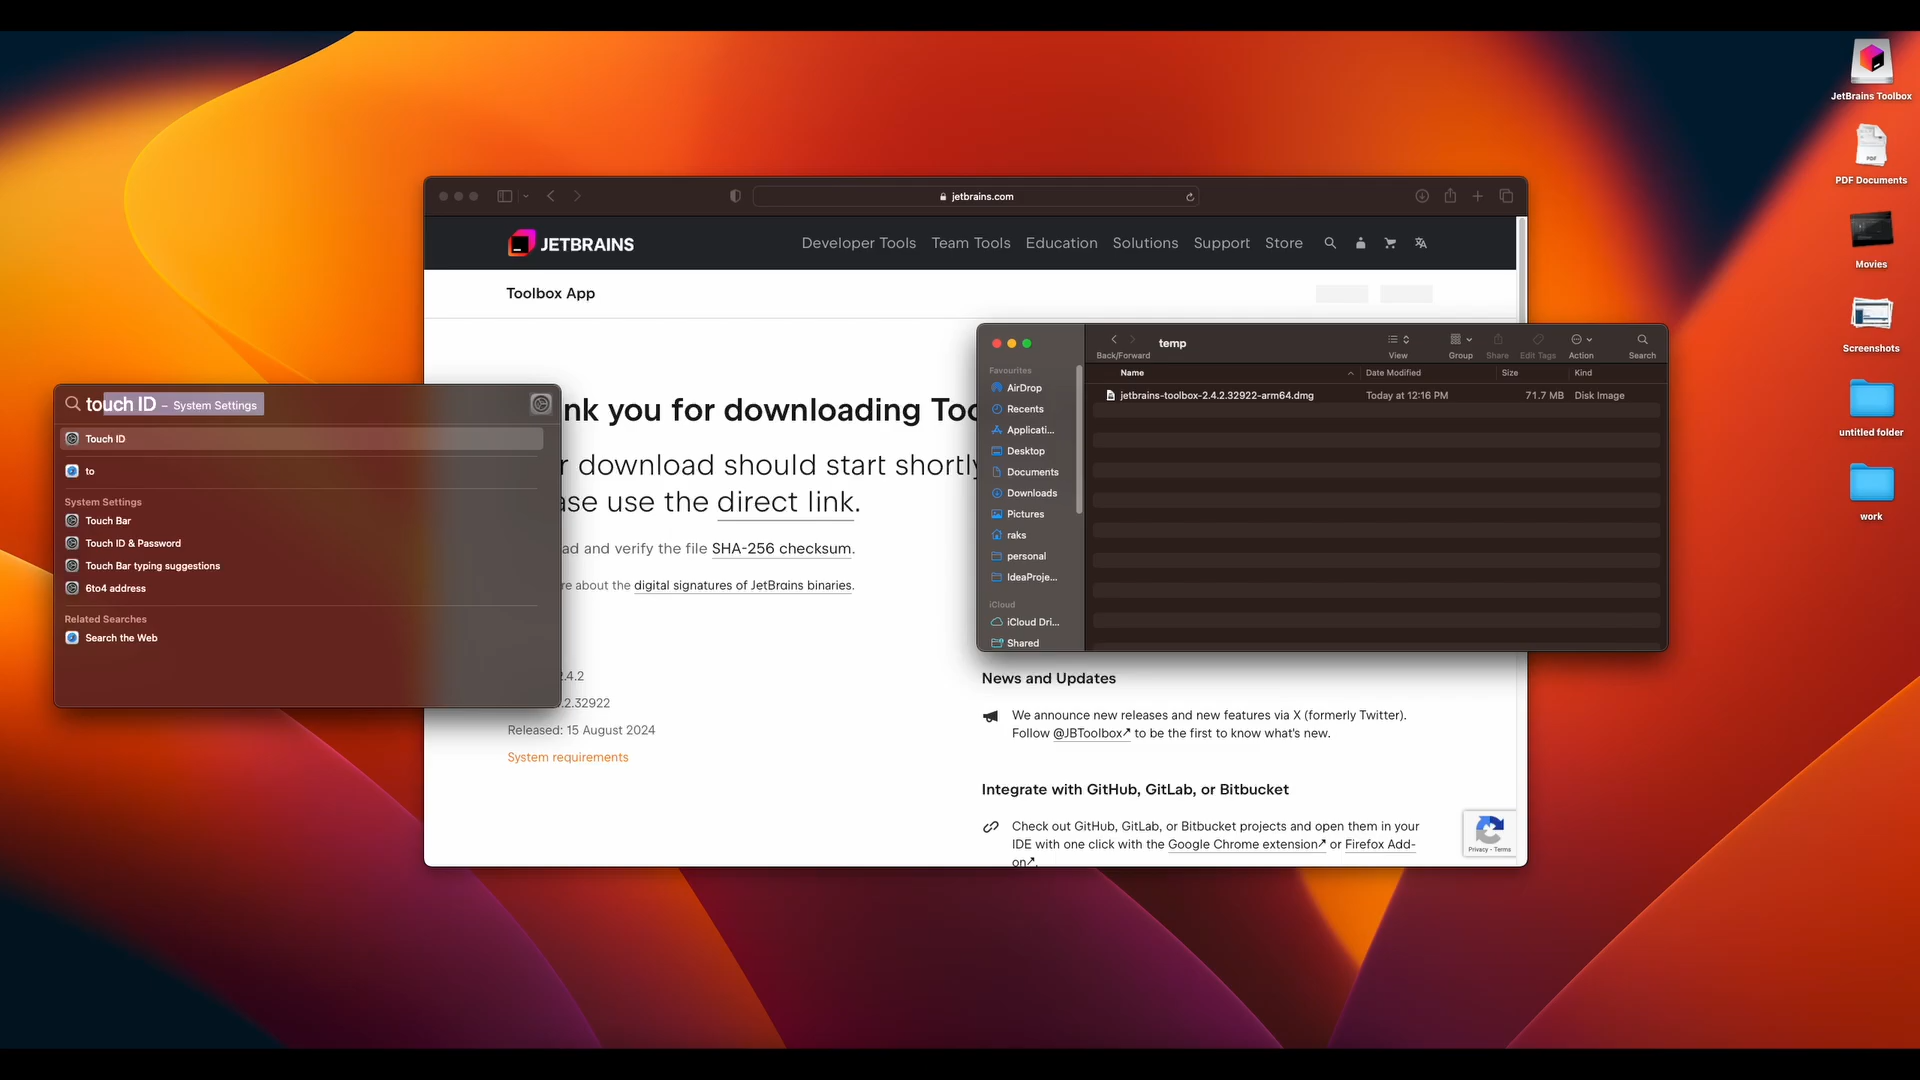 JetBrains Toolbox
PDF
PDF Documents
Movies
Screenshots
untitled folder
work
jetbrains.com
JETBRAINS
Developer Tools
Team Tools
Education
Solutions
Support
Store
Toolbox App
nk you for downloading Too
r download should start shortly
ase use the direct link.
ad and verify the file SHA-256 checksum.
re about the digital signatures of JetBrains binaries.
2.4.2
.2.32922
Released: 15 August 2024
System requirements
News and Updates
We announce new releases and new features via X (formerly Twitter).
Follow @JBToolbox↗ to be the first to know what's new.
Integrate with GitHub, GitLab, or Bitbucket
Check out GitHub, GitLab, or Bitbucket projects and open them in your
IDE with one click with the Google Chrome extension↗ or Firefox Add-
on↗.
Privacy - Terms
touch ID – System Settings
Touch ID
to
System Settings
Touch Bar
Touch ID & Password
Touch Bar typing suggestions
6to4 address
Related Searches
Search the Web
temp
Back/Forward
View
Group
Share
Edit Tags
Action
Search
Favourites
AirDrop
Recents
Applicati...
Desktop
Documents
Downloads
Pictures
raks
personal
IdeaProje...
iCloud
iCloud Dri...
Shared
Name
Date Modified
Size
Kind
jetbrains-toolbox-2.4.2.32922-arm64.dmg
Today at 12:16 PM
71.7 MB
Disk Image